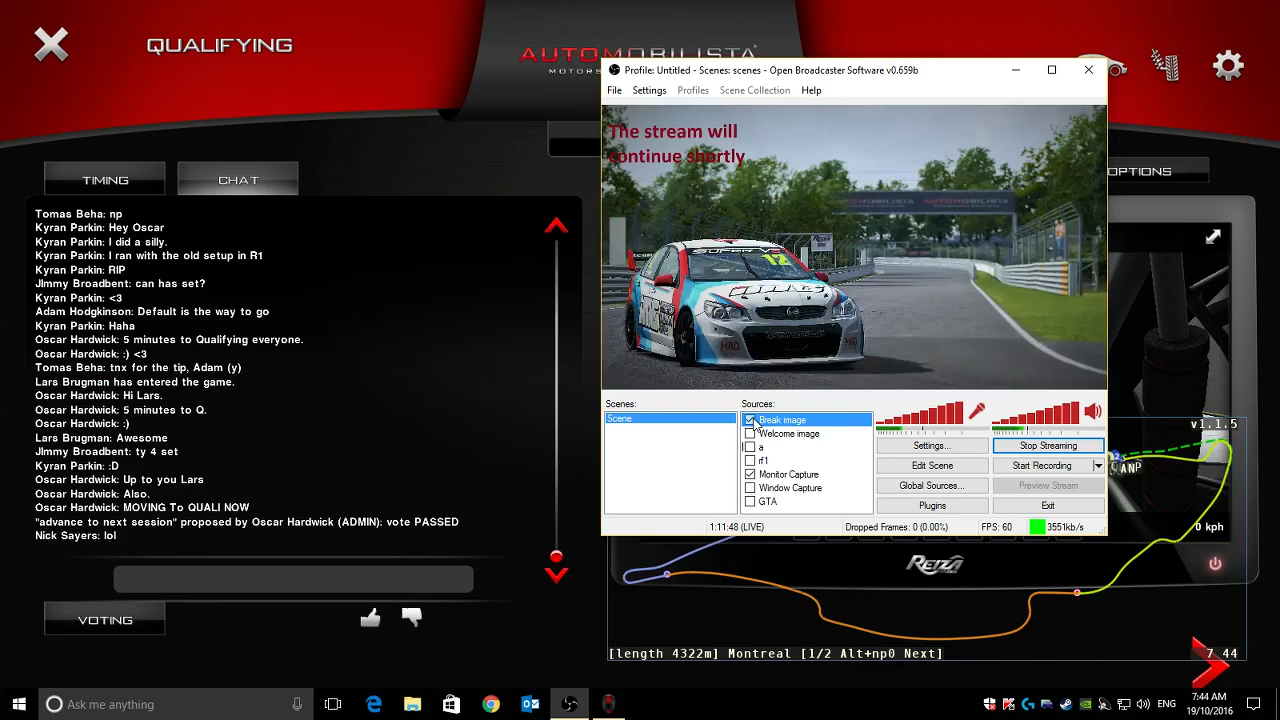 QUALIFYING
AUTOMOBILISTA
Profile: Untitled - Scenes: scenes - Open Broadcaster Software v0.659b
File Settings Profiles Scene Collection Help
The stream will
continue shortly
TIMING
CHAT
OPTIONS
Tomas Beha: np
Kyran Parkin: Hey Oscar
Kyran Parkin: I did a silly.
Kyran Parkin: I ran with the old setup in R1
Kyran Parkin: RIP
JImmy Broadbent: can has set?
Kyran Parkin: <3
Adam Hodgkinson: Default is the way to go
Kyran Parkin: Haha
Oscar Hardwick: 5 minutes to Qualifying everyone.
Oscar Hardwick: :) <3
Tomas Beha: tnx for the tip, Adam (y)
Lars Brugman has entered the game.
Oscar Hardwick: Hi Lars.
Oscar Hardwick: 5 minutes to Q.
Oscar Hardwick: :)
Lars Brugman: Awesome
JImmy Broadbent: ty 4 set
Kyran Parkin: :D
Oscar Hardwick: Up to you Lars
Oscar Hardwick: Also.
Oscar Hardwick: MOVING To QUALI NOW
"advance to next session" proposed by Oscar Hardwick (ADMIN): vote PASSED
Nick Sayers: lol
VOTING
Scenes:
Scene
Sources:
Break image
Welcome image
a
rf1
Monitor Capture
Window Capture
GTA
Settings...
Stop Streaming
Edit Scene
Start Recording
Global Sources...
Preview Stream
Plugins
Exit
1:11:48 (LIVE)
Dropped Frames: 0 (0.00%)
FPS: 60
3551kb/s
v1.1.5
ANP
0 kph
REIZA
[length 4322m] Montreal [1/2 Alt+np0 Next]
7 44
Ask me anything
ENG
7:44 AM
19/10/2016